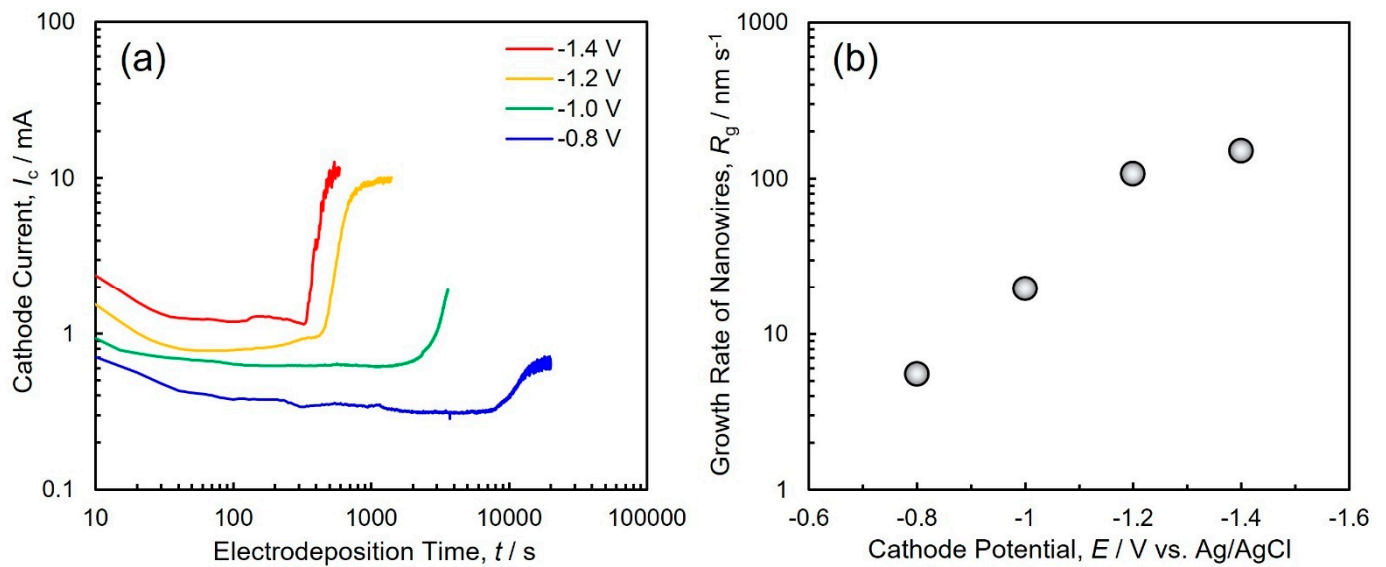 (a)
-1.4 V
-1.2 V
-1.0 V
-0.8 V
100
10
1
0.1
Cathode Current, Ic / mA
10 100 1000 10000 100000
Electrodeposition Time, t / s
(b)
1000
100
10
1
Growth Rate of Nanowires, Rg / nm s-1
-0.6 -0.8 -1 -1.2 -1.4 -1.6
Cathode Potential, E / V vs. Ag/AgCl